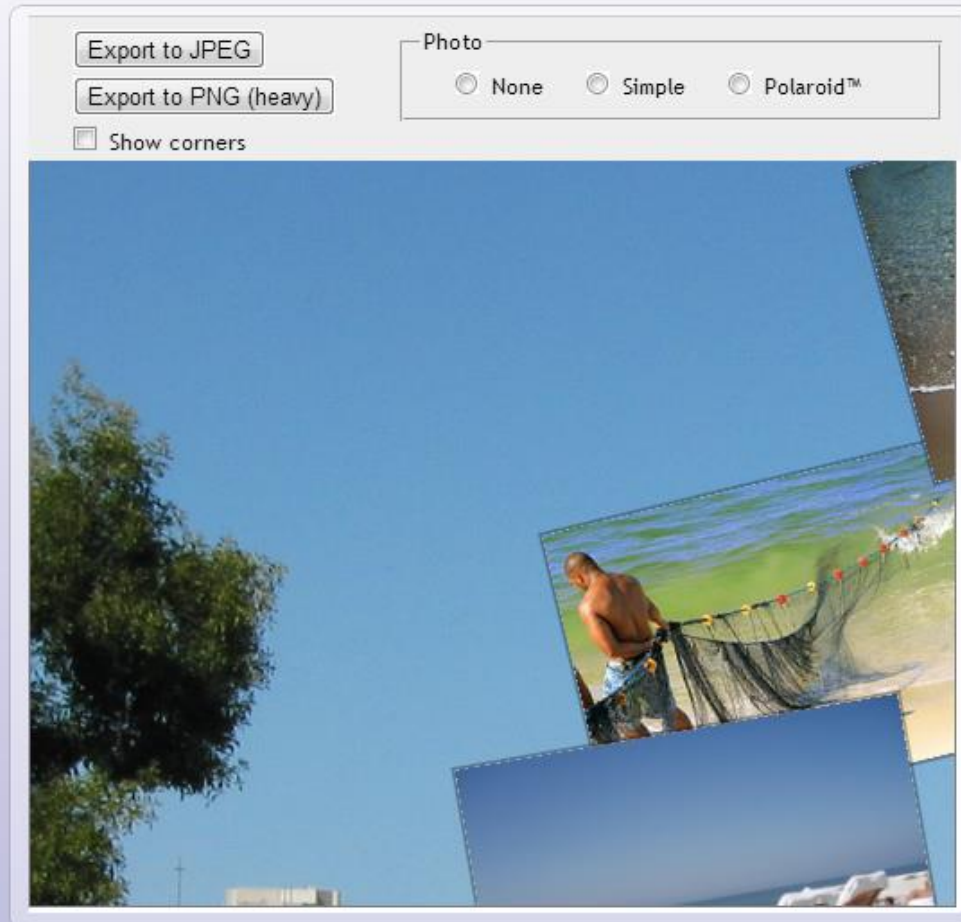 Export to JPEG
Export to PNG (heavy)
Show corners
Photo
None Simple Polaroid™